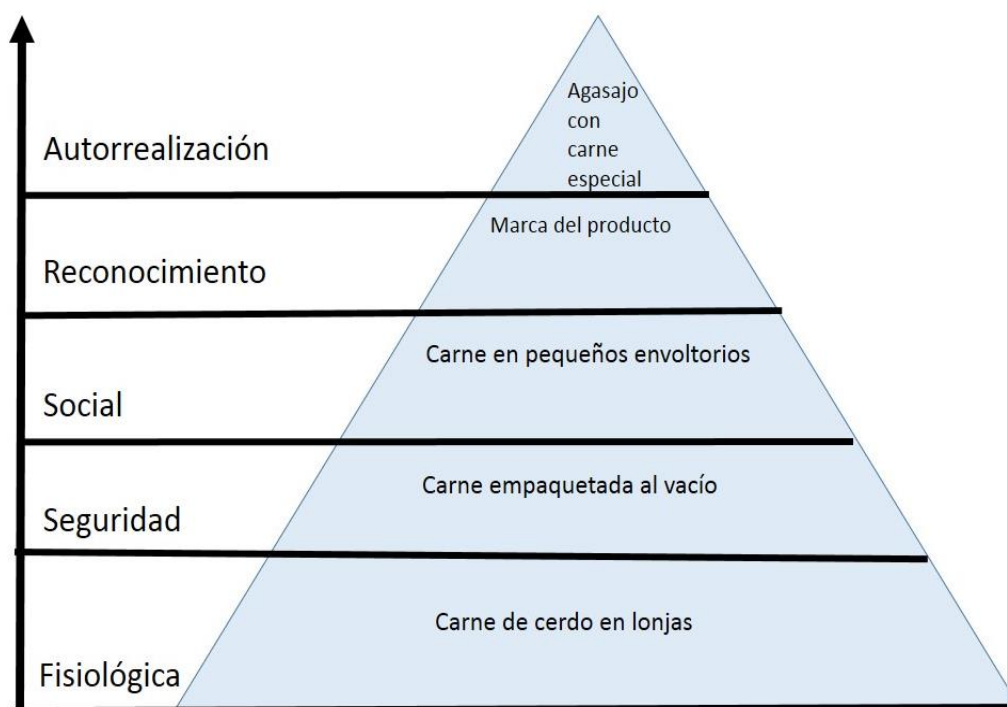 Agasajo
con
carne
especial
Autorrealización
Marca del producto
Reconocimiento
Carne en pequeños envoltorios
Social
Carne empaquetada al vacío
Seguridad
Carne de cerdo en lonjas
Fisiológica